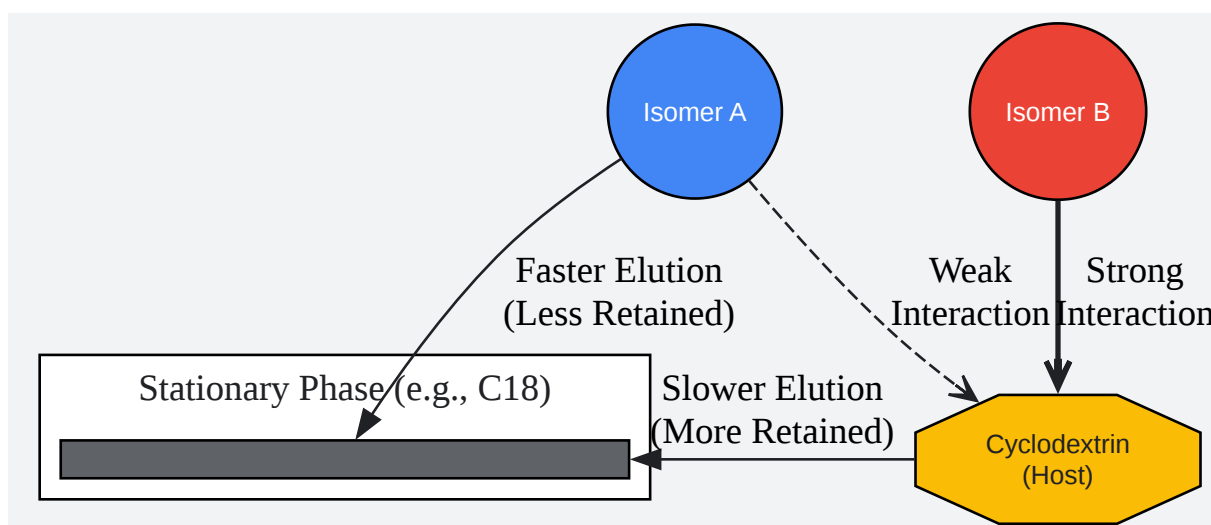 Isomer A
Isomer B
Faster Elution
(Less Retained)
Weak
Interaction
Strong
Interaction
Stationary Phase (e.g., C18)
Slower Elution
(More Retained)
Cyclodextrin
(Host)